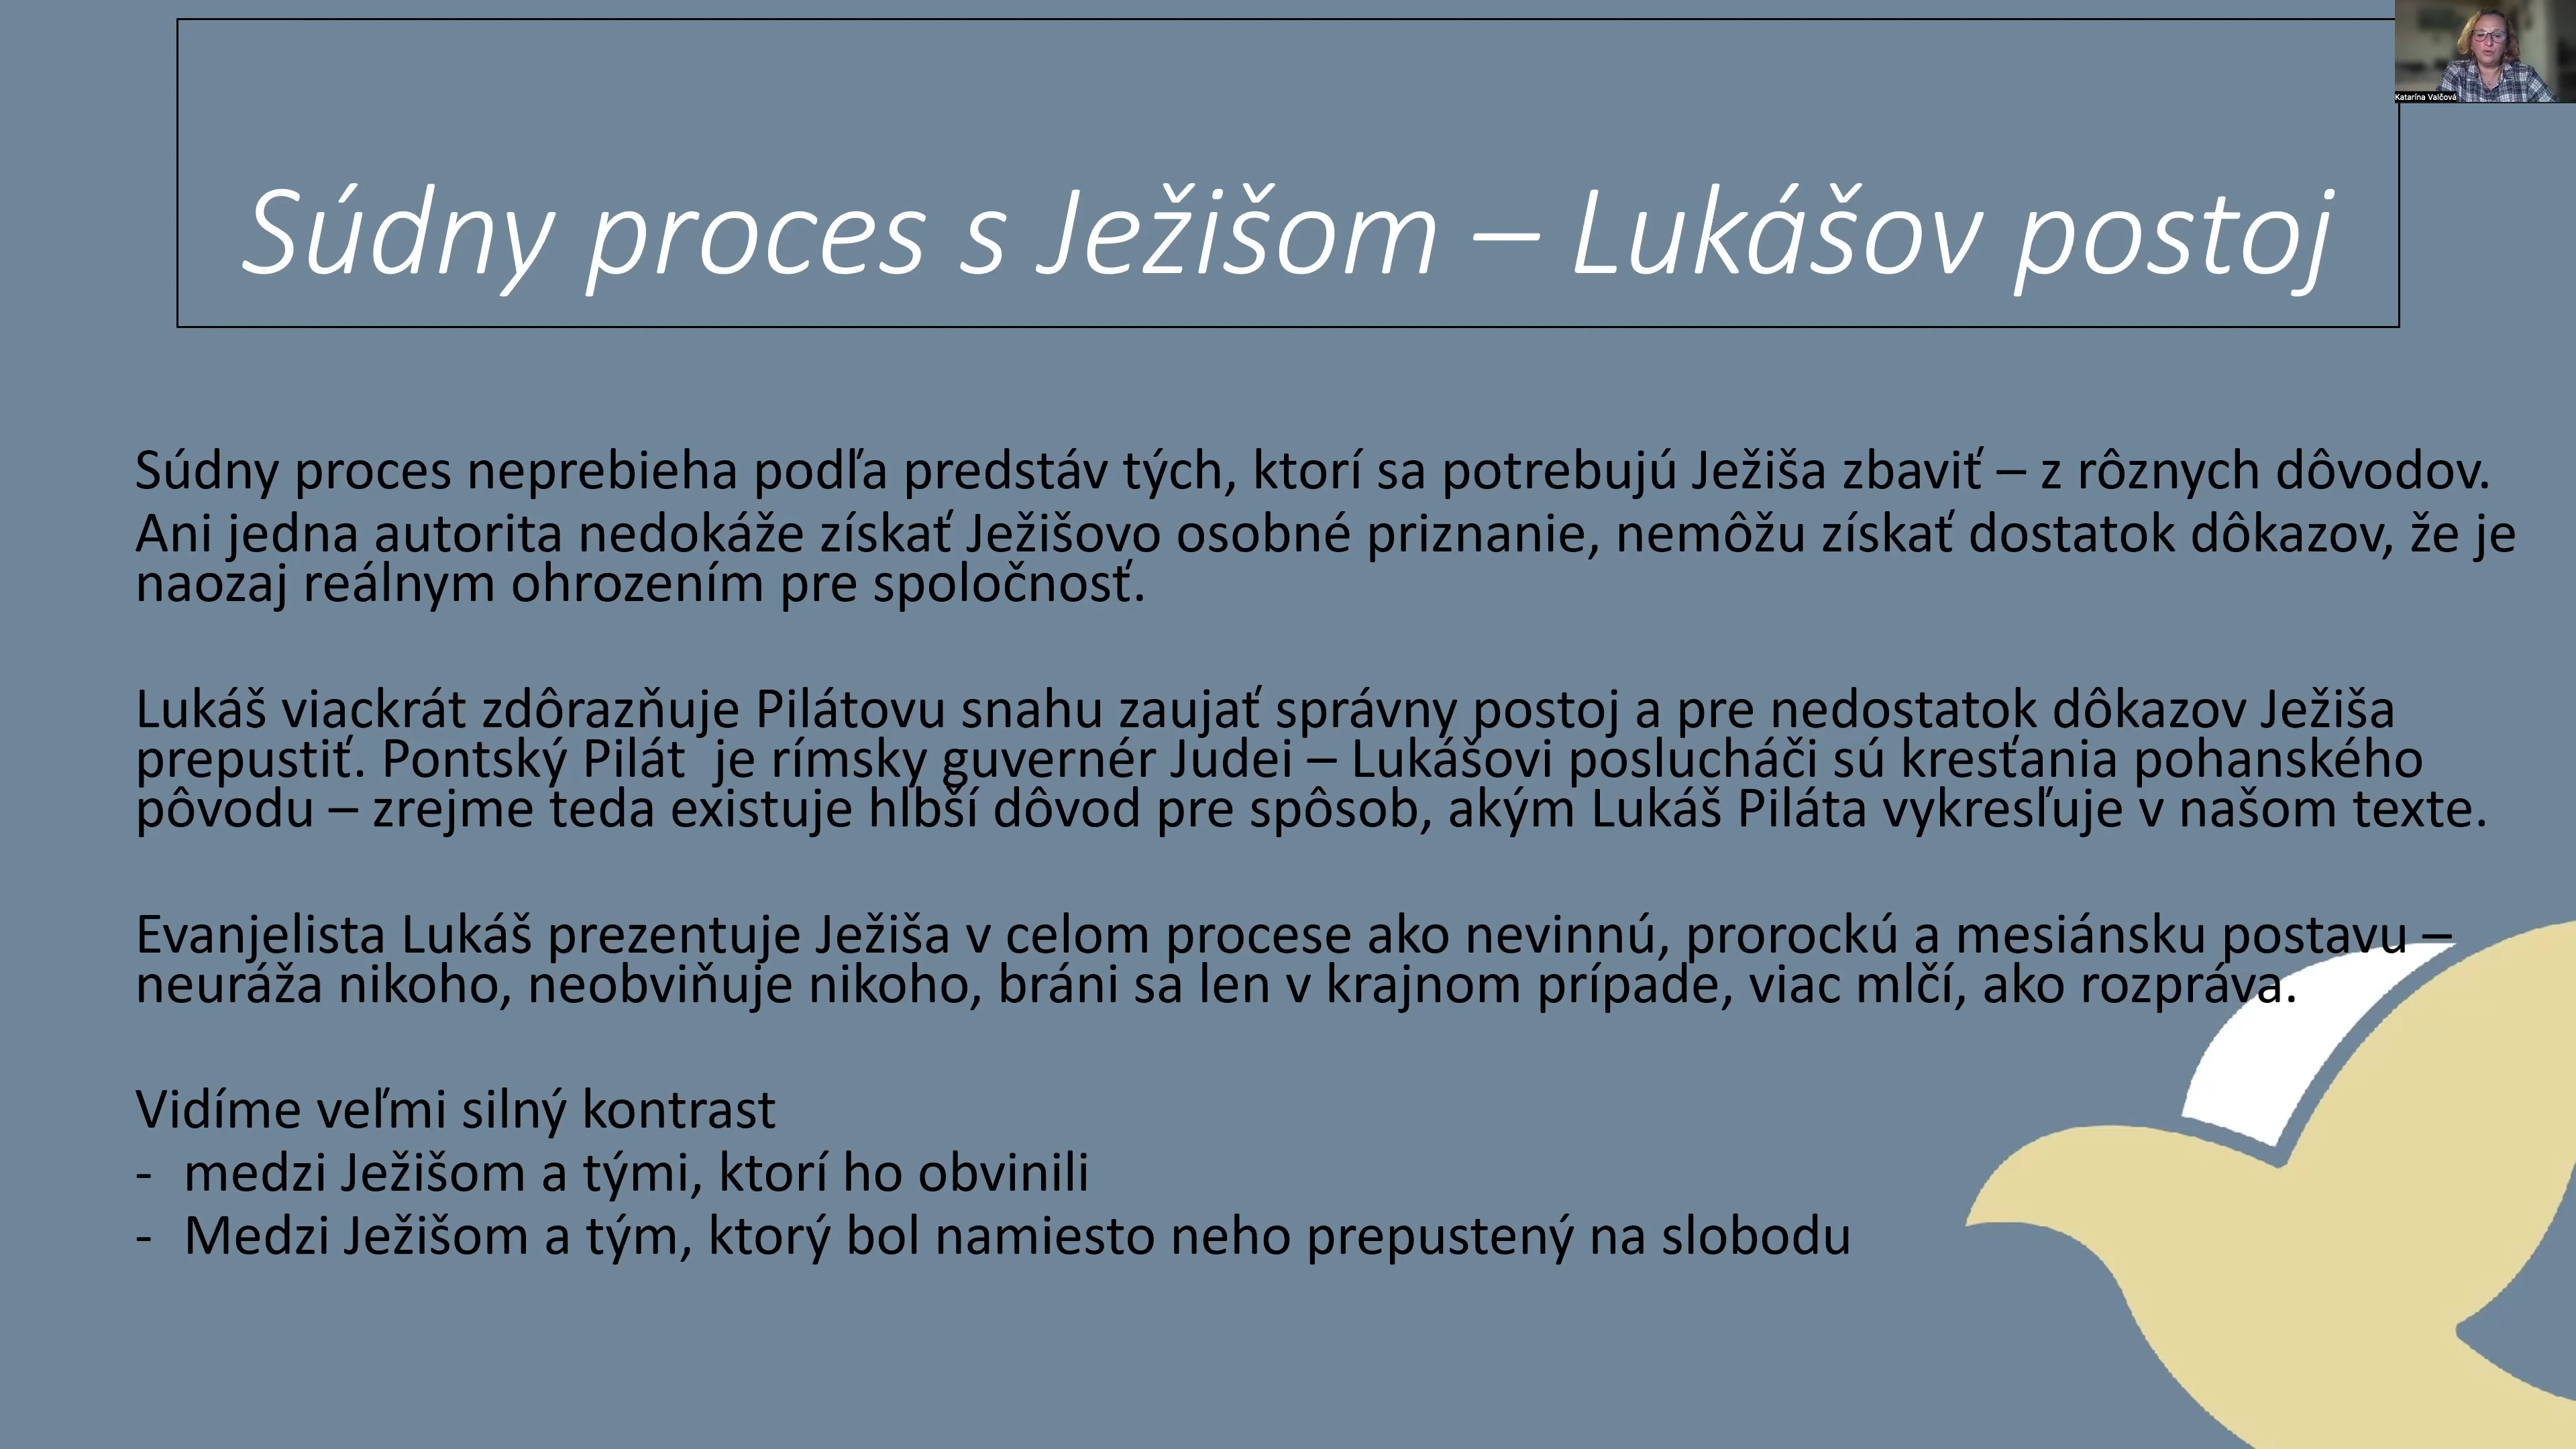 Katarína Valčová
Súdny proces s Ježišom – Lukášov postoj
Súdny proces neprebieha podľa predstáv tých, ktorí sa potrebujú Ježiša zbaviť – z rôznych dôvodov.
Ani jedna autorita nedokáže získať Ježišovo osobné priznanie, nemôžu získať dostatok dôkazov, že je
naozaj reálnym ohrozením pre spoločnosť.
Lukáš viackrát zdôrazňuje Pilátovu snahu zaujať správny postoj a pre nedostatok dôkazov Ježiša
prepustiť. Pontský Pilát  je rímsky guvernér Judei – Lukášovi poslucháči sú kresťania pohanského
pôvodu – zrejme teda existuje hlbší dôvod pre spôsob, akým Lukáš Piláta vykresľuje v našom texte.
Evanjelista Lukáš prezentuje Ježiša v celom procese ako nevinnú, prorockú a mesiánsku postavu –
neuráža nikoho, neobviňuje nikoho, bráni sa len v krajnom prípade, viac mlčí, ako rozpráva.
Vidíme veľmi silný kontrast
- medzi Ježišom a tými, ktorí ho obvinili
- Medzi Ježišom a tým, ktorý bol namiesto neho prepustený na slobodu